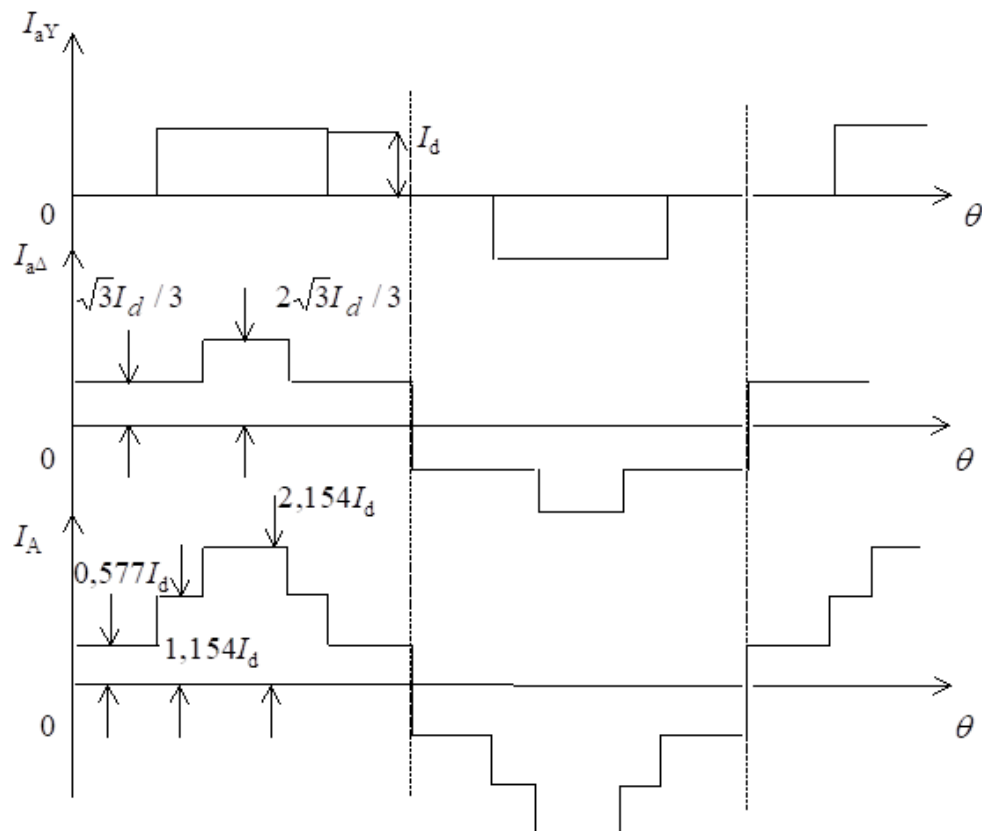 I_aY
I_d
0
θ
I_aΔ
√3I_d / 3
2√3I_d / 3
0
θ
2,154I_d
I_A
0,577I_d
1,154I_d
0
θ